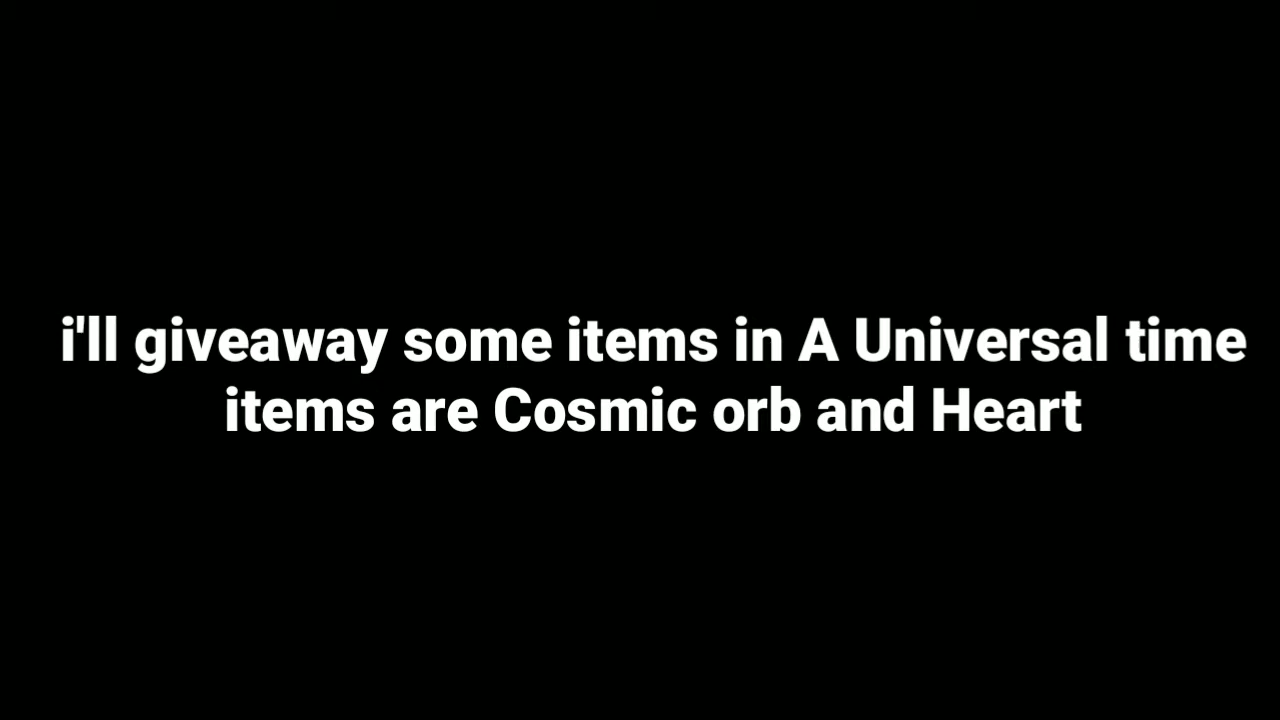 i'll giveaway some items in A Universal time
items are Cosmic orb and Heart